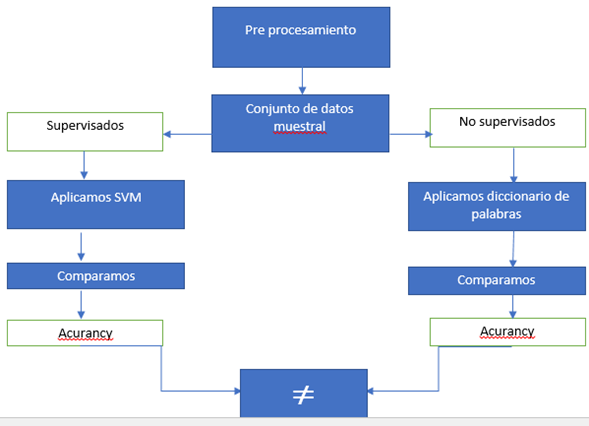 Pre procesamiento
Conjunto de datos
muestral
Supervisados
No supervisados
Aplicamos SVM
Aplicamos diccionario de
palabras
Comparamos
Comparamos
Acurancy
Acurancy
≠